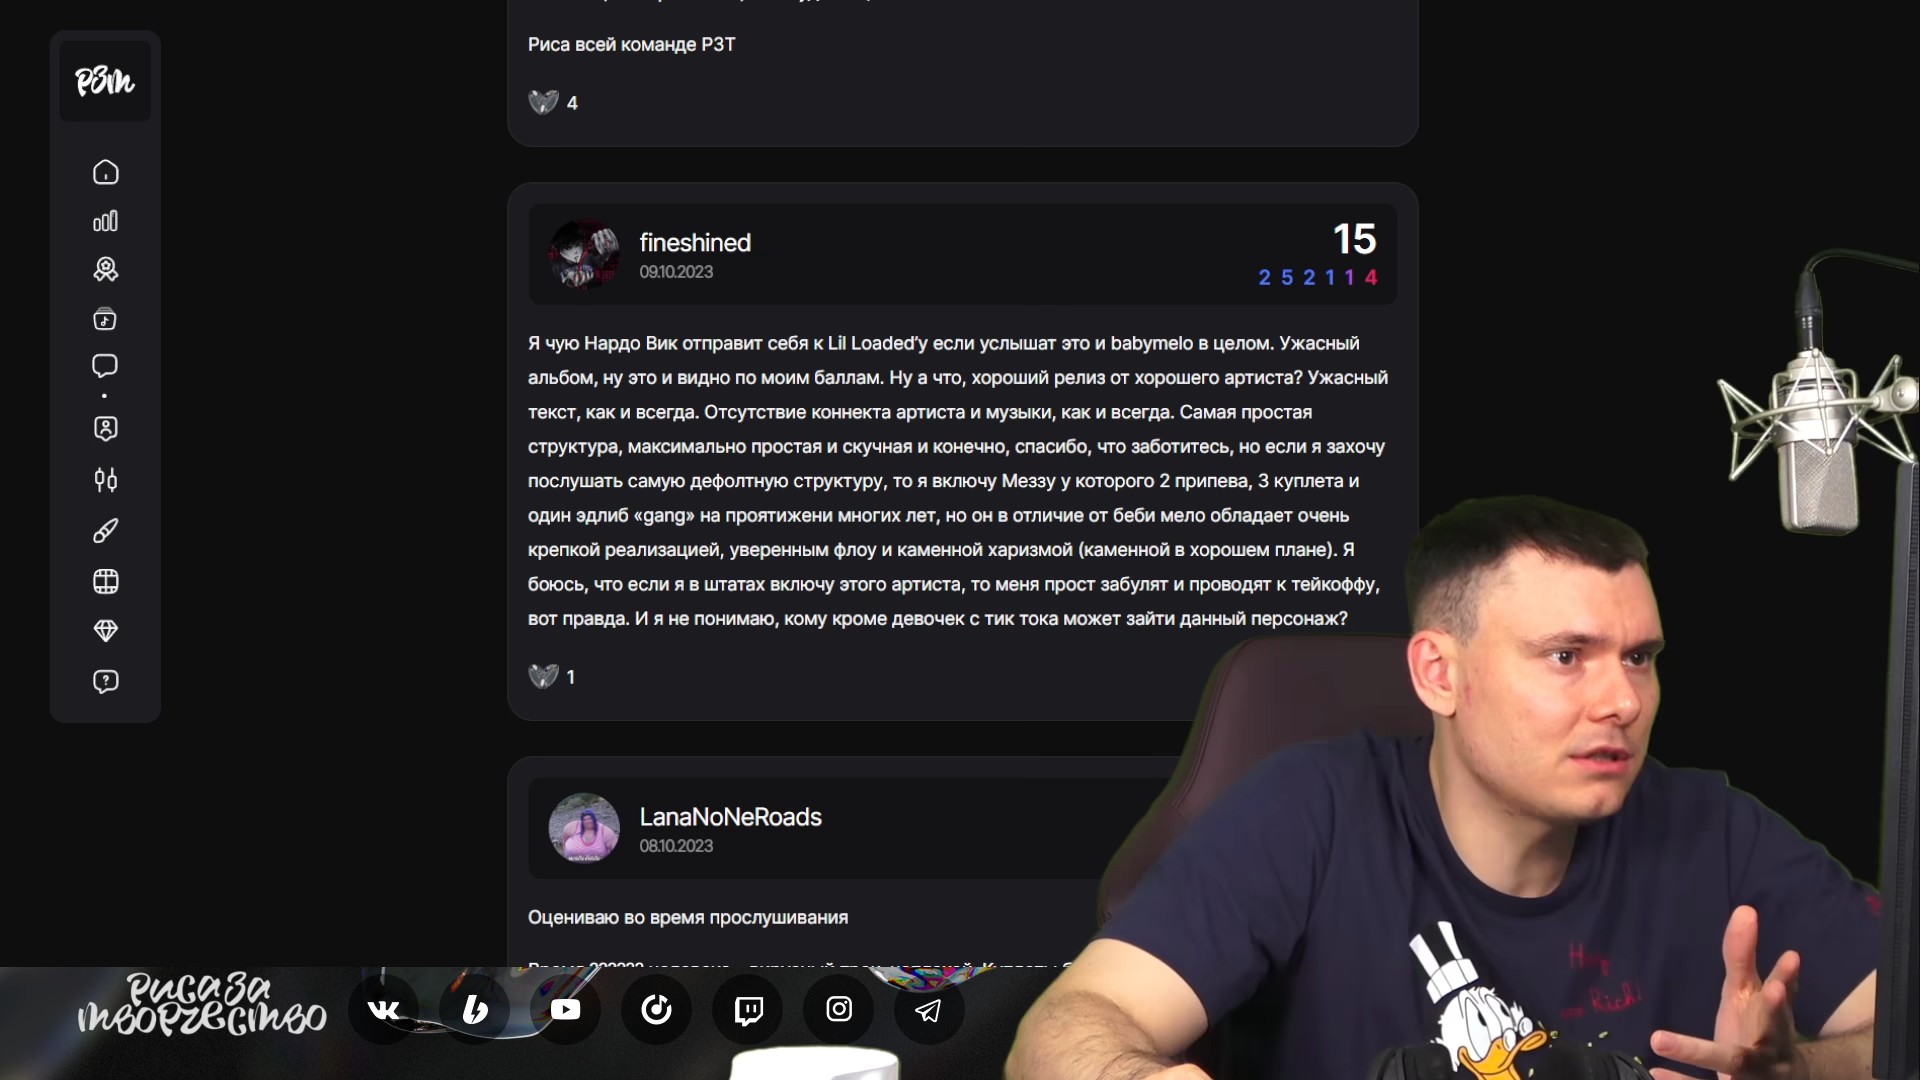 Риса всей команде РЗТ
4
РЗТ
fineshined
15
09.10.2023
2 5 2 1 1 4
Я чую Нардо Вик отправит себя к Lil Loaded'y если услышат это и babymelo в целом. Ужасный
альбом, ну это и видно по моим баллам. Ну а что, хороший релиз от хорошего артиста? Ужасный
текст, как и всегда. Отсутствие коннекта артиста и музыки, как и всегда. Самая простая
структура, максимально простая и скучная и конечно, спасибо, что заботитесь, но если я захочу
послушать самую дефолтную структуру, то я включу Меззу у которого 2 припева, 3 куплета и
один эдлиб «gang» на проятижени многих лет, но он в отличие от беби мело обладает очень
крепкой реализацией, уверенным флоу и каменной харизмой (каменной в хорошем плане). Я
боюсь, что если я в штатах включу этого артиста, то меня прост забулят и проводят к тейкоффу,
вот правда. И я не понимаю, кому кроме девочек с тик тока может зайти данный персонаж?
1
LanaNoNeRoads
08.10.2023
Оцениваю во время прослушивания
риса за
творчество